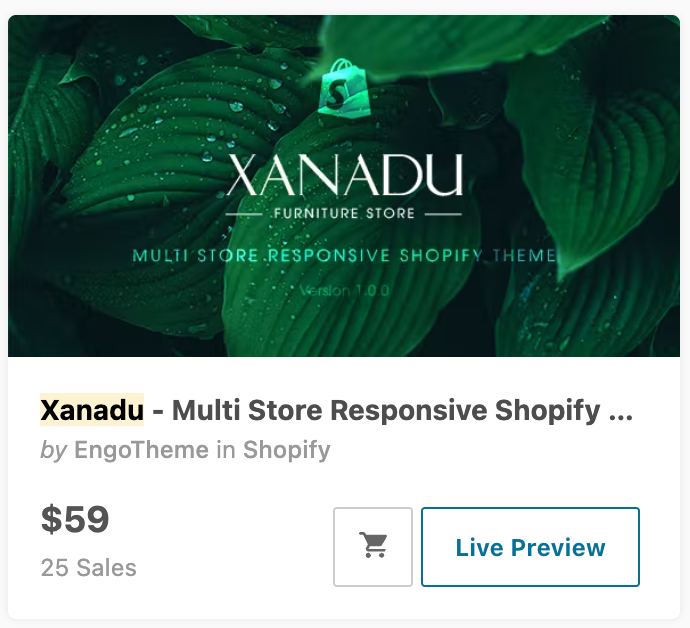 S
XANADU
FURNITURE STORE
MULTI STORE RESPONSIVE SHOPIFY THEME
Version 1.0.0
Xanadu - Multi Store Responsive Shopify ...
by EngoTheme in Shopify
$59
25 Sales
Live Preview